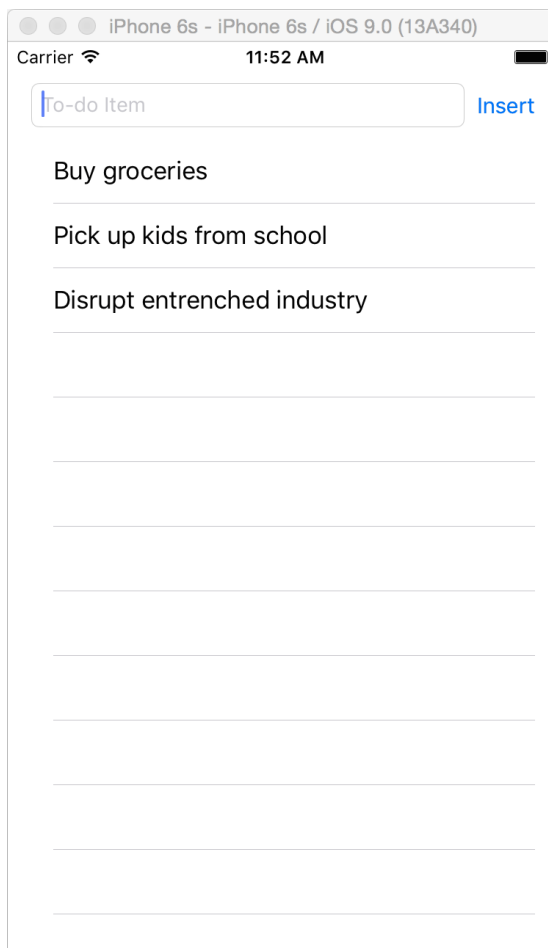 iPhone 6s - iPhone 6s / iOS 9.0 (13A340)
Carrier 11:52 AM
To-do Item Insert
Buy groceries
Pick up kids from school
Disrupt entrenched industry